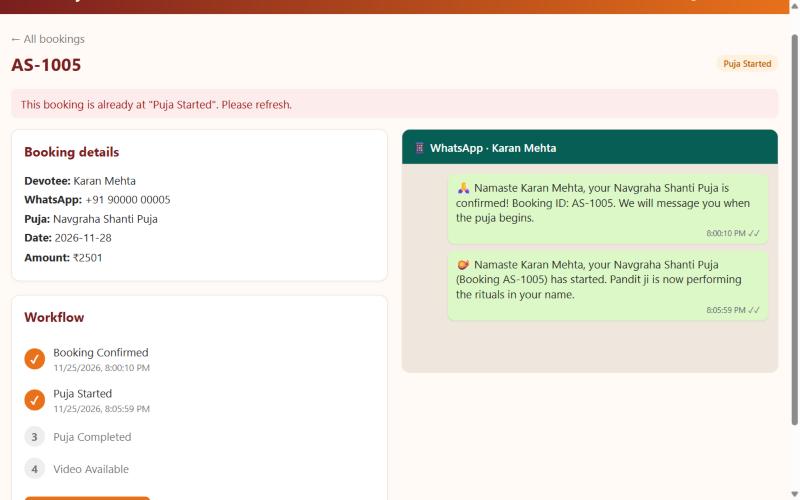 ← All bookings
AS-1005
Puja Started
This booking is already at "Puja Started". Please refresh.
Booking details
Devotee: Karan Mehta
WhatsApp: +91 90000 00005
Puja: Navgraha Shanti Puja
Date: 2026-11-28
Amount: ₹2501
Workflow
✓ Booking Confirmed
11/25/2026, 8:00:10 PM
✓ Puja Started
11/25/2026, 8:05:59 PM
3 Puja Completed
4 Video Available
📱 WhatsApp · Karan Mehta
🙏 Namaste Karan Mehta, your Navgraha Shanti Puja is
confirmed! Booking ID: AS-1005. We will message you when
the puja begins.
8:00:10 PM ✓✓
🪔 Namaste Karan Mehta, your Navgraha Shanti Puja
(Booking AS-1005) has started. Pandit ji is now performing
the rituals in your name.
8:05:59 PM ✓✓